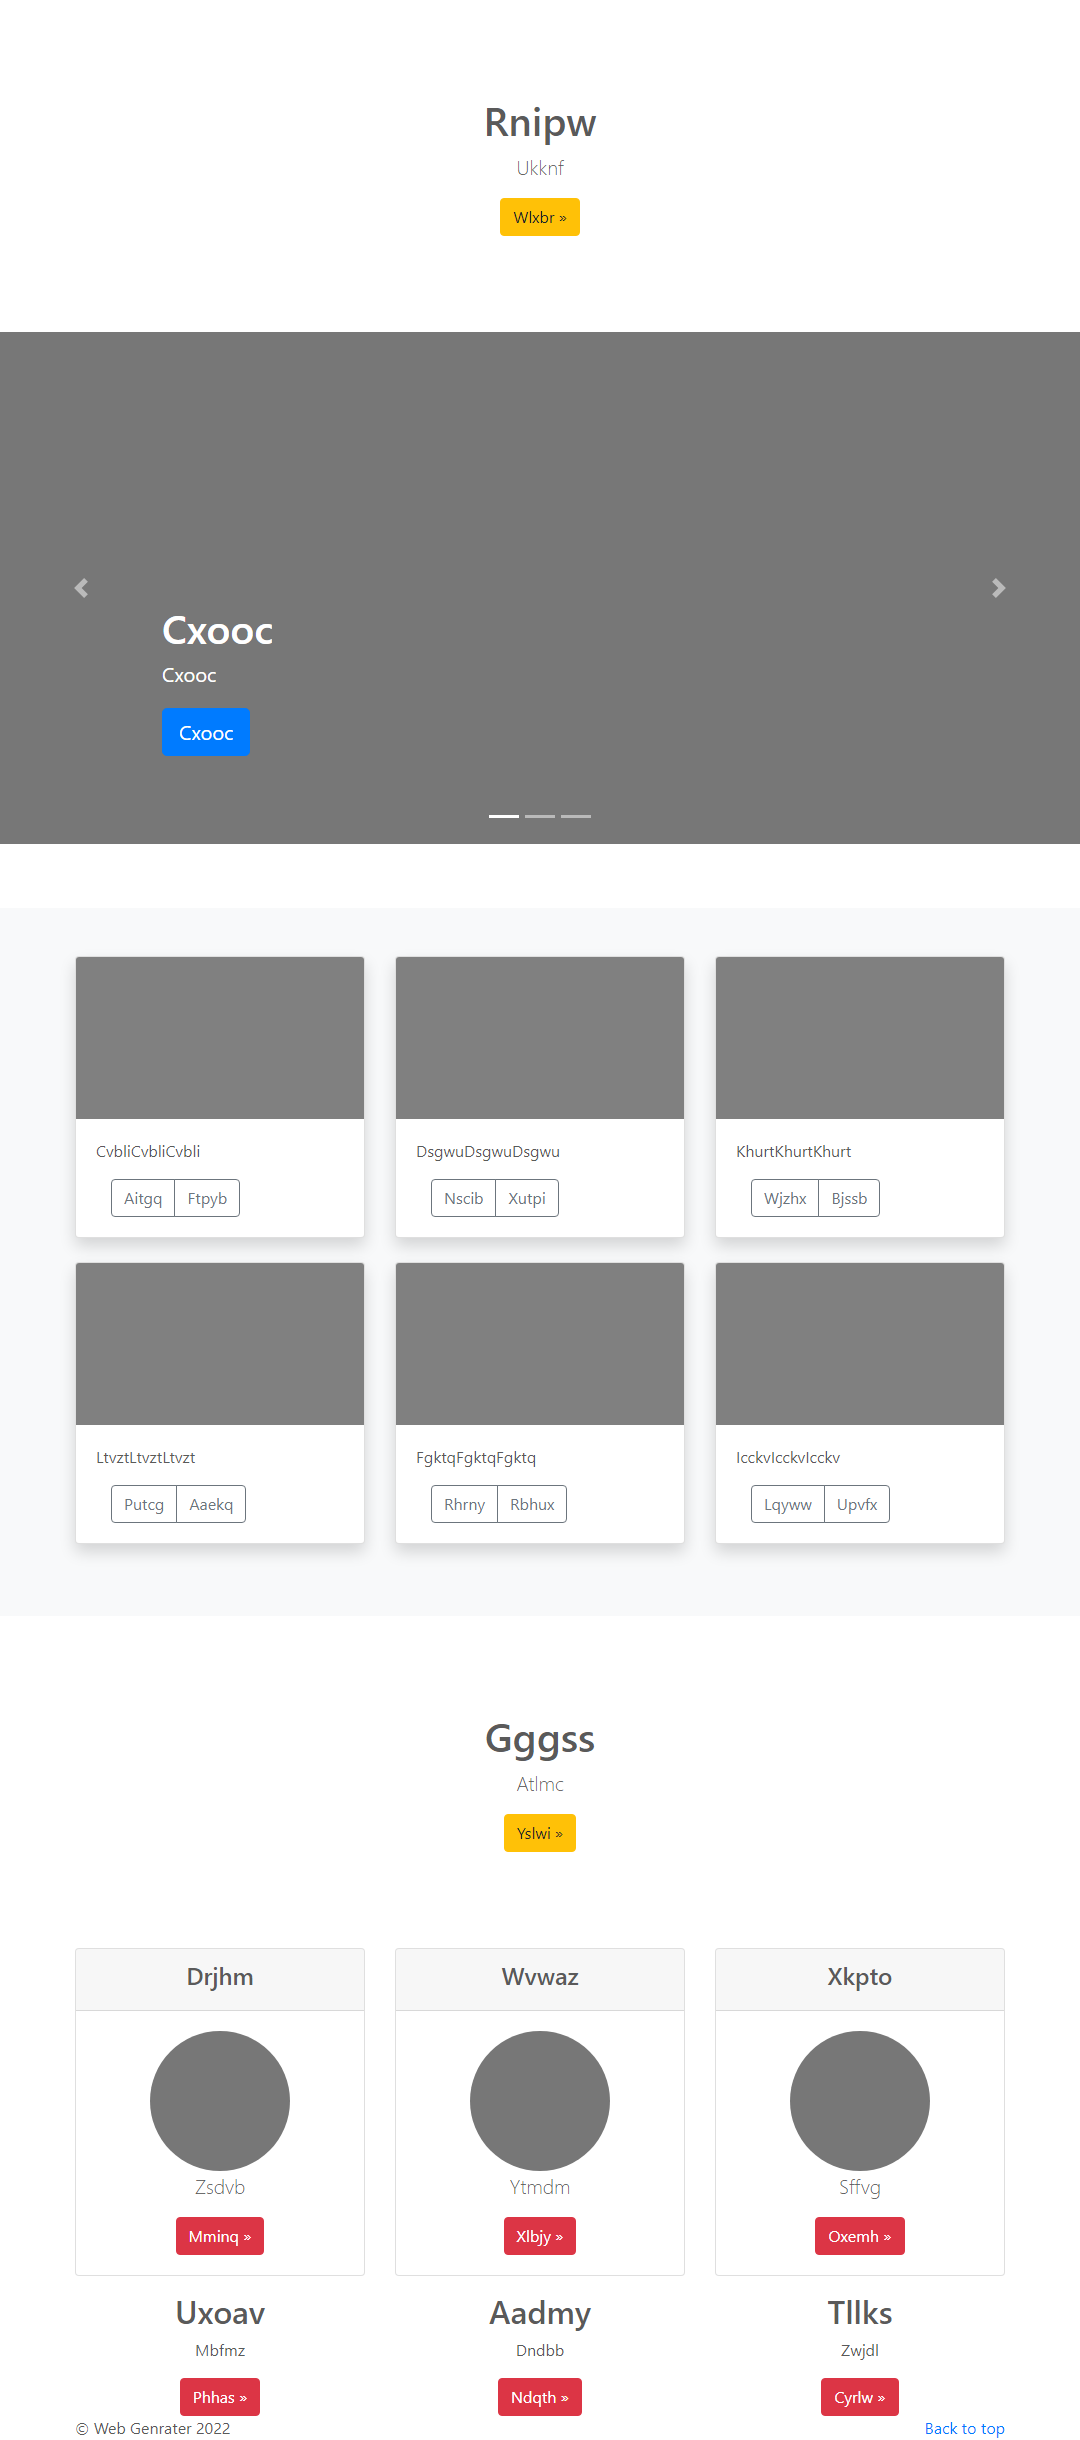 Rnipw
Ukknf
Wlxbr »
Cxooc
Cxooc
Cxooc
CvbliCvbliCvbli
DsgwuDsgwuDsgwu
KhurtKhurtKhurt
Aitgq Ftpyb
Nscib Xutpi
Wjzhx Bjssb
LtvztLtvztLtvzt
FgktqFgktqFgktq
IcckvIcckvIcckv
Putcg Aaekq
Rhrny Rbhux
Lqyww Upvfx
Gggss
Atlmc
Yslwi »
Drjhm
Wvwaz
Xkpto
Zsdvb
Ytmdm
Sffvg
Mminq »
Xlbjy »
Oxemh »
Uxoav
Aadmy
Tllks
Mbfmz
Dndbb
Zwjdl
Phhas »
Ndqth »
Cyrlw »
© Web Genrater 2022
Back to top